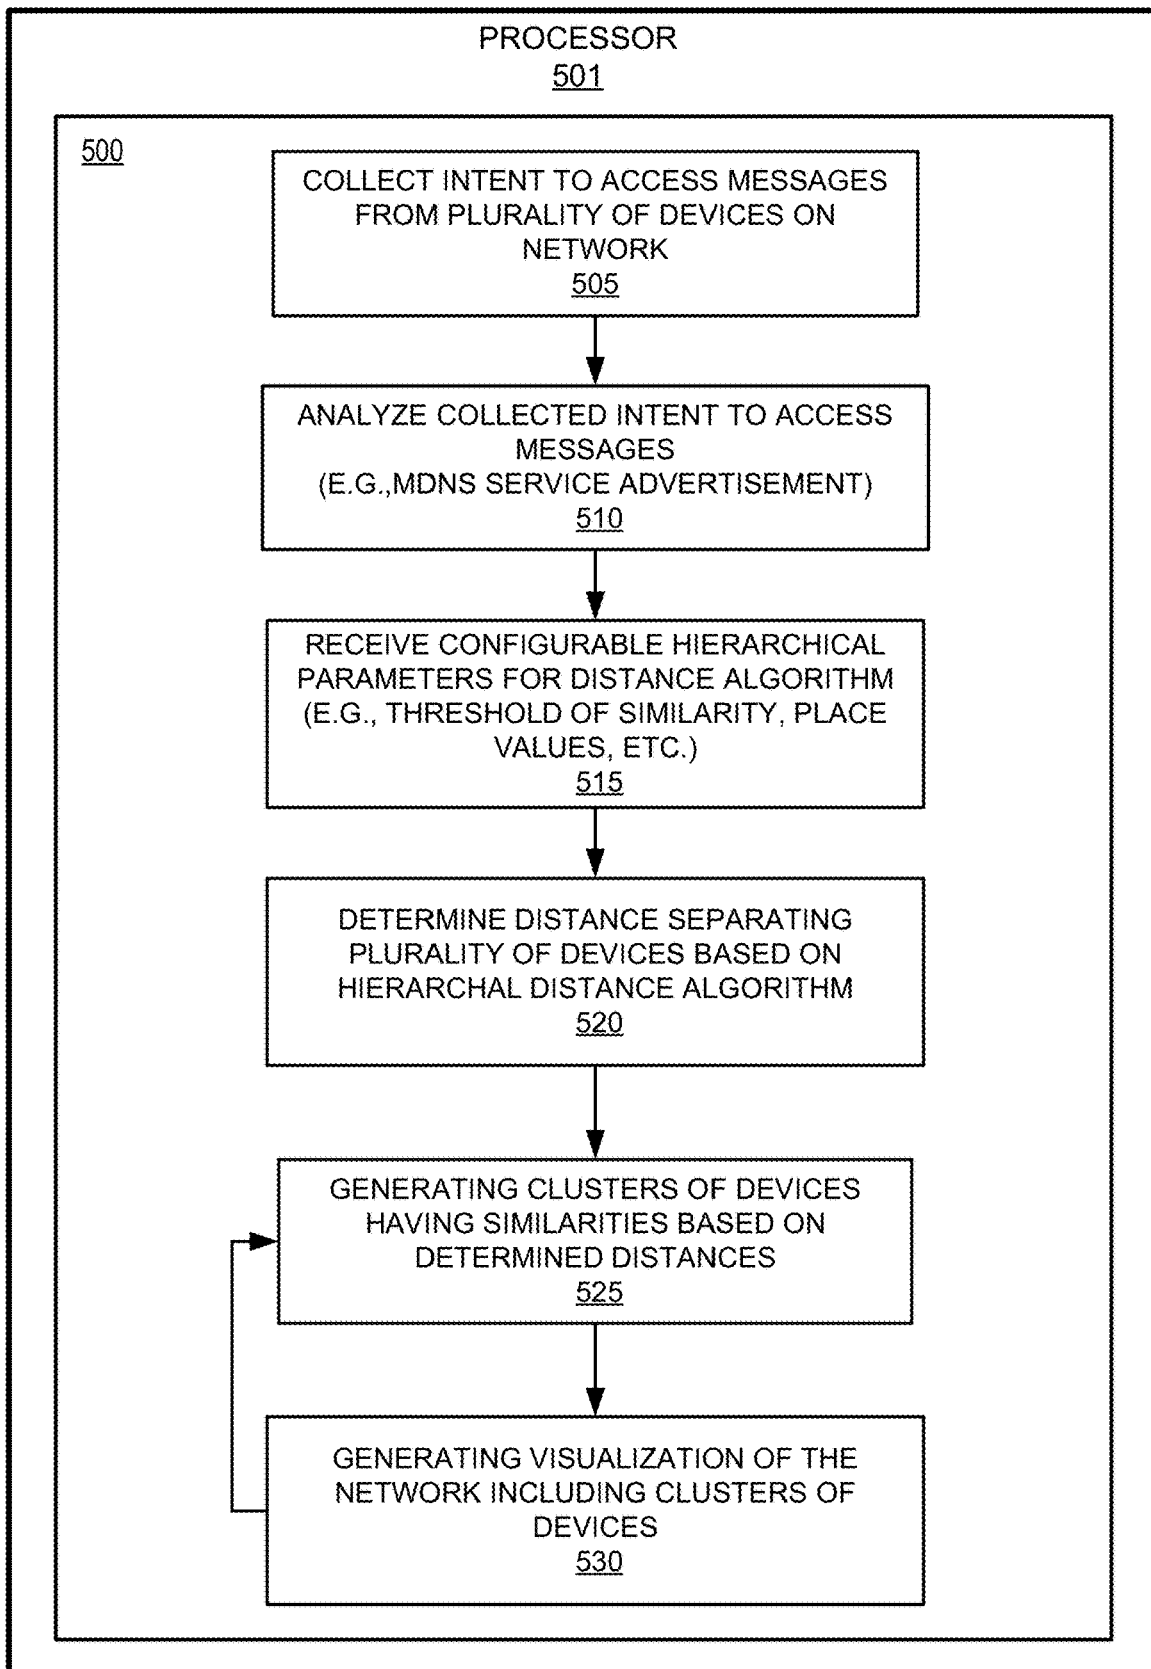 PROCESSOR
501
500
COLLECT INTENT TO ACCESS MESSAGES
FROM PLURALITY OF DEVICES ON
NETWORK
505
ANALYZE COLLECTED INTENT TO ACCESS
MESSAGES
(E.G.,MDNS SERVICE ADVERTISEMENT)
510
RECEIVE CONFIGURABLE HIERARCHICAL
PARAMETERS FOR DISTANCE ALGORITHM
(E.G., THRESHOLD OF SIMILARITY, PLACE
VALUES, ETC.)
515
DETERMINE DISTANCE SEPARATING
PLURALITY OF DEVICES BASED ON
HIERARCHAL DISTANCE ALGORITHM
520
GENERATING CLUSTERS OF DEVICES
HAVING SIMILARITIES BASED ON
DETERMINED DISTANCES
525
GENERATING VISUALIZATION OF THE
NETWORK INCLUDING CLUSTERS OF
DEVICES
530